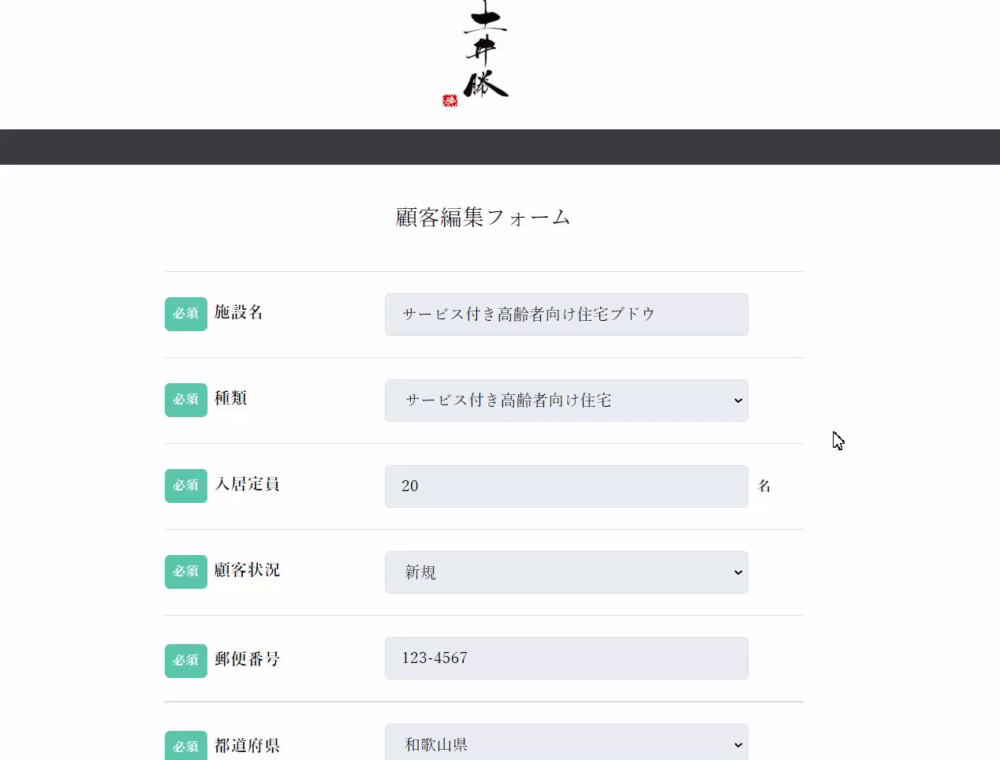 土井勝
顧客編集フォーム
必須 施設名 サービス付き高齢者向け住宅ブドウ
必須 種類 サービス付き高齢者向け住宅
必須 入居定員 20 名
必須 顧客状況 新規
必須 郵便番号 123-4567
必須 都道府県 和歌山県